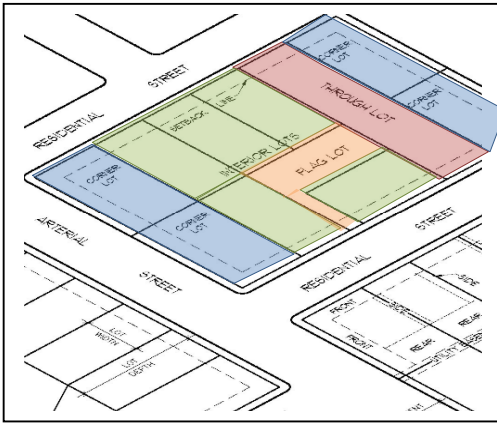 STREET
RESIDENTIAL
CORNER
LOT
CORNER
LOT
THROUGH LOT
SETBACK
LINE
INTERIOR LOTS
FLAG LOT
CORNER
LOT
CORNER
LOT
ARTERIAL
STREET
RESIDENTIAL
STREET
LOT
WIDTH
LOT
DEPTH
FRONT
SIDE
SIDE
FRONT
REAR
REAR
UTILITY